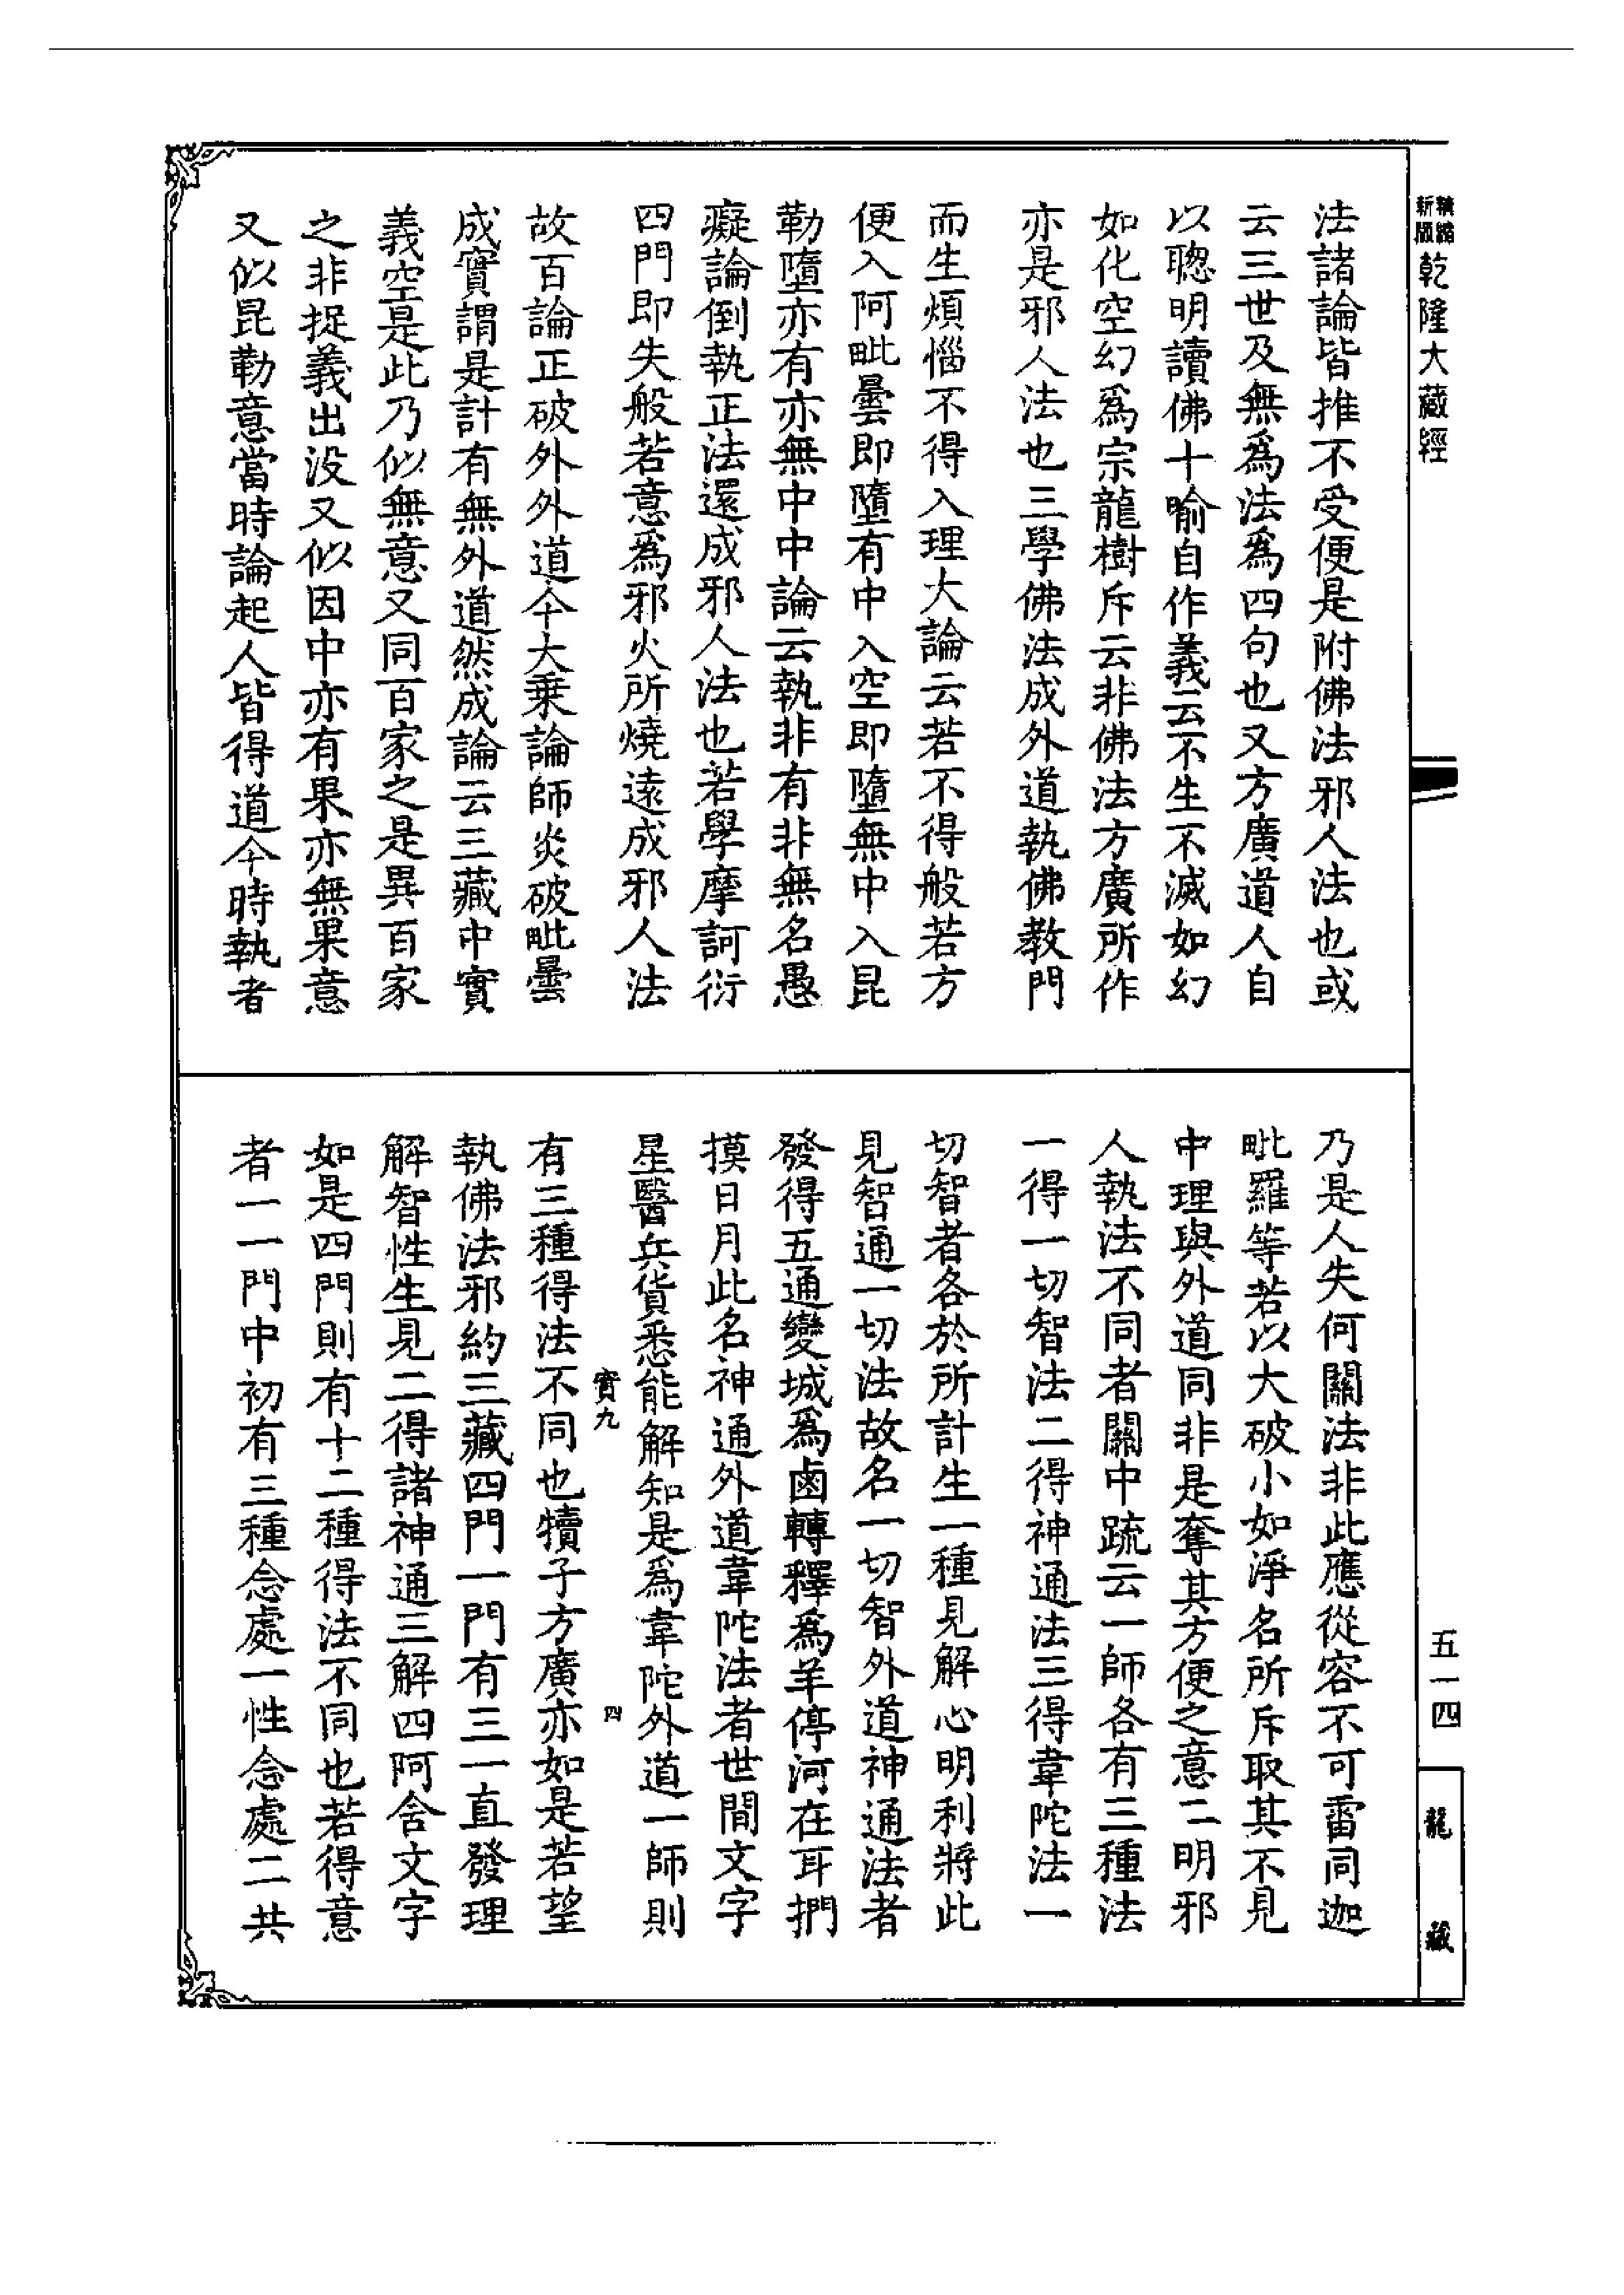 精縮新版乾隆大藏經
法諸論皆推不受便是附佛法邪人法也或
云三世及無為法為四句也又方廣道人自
以聰明讀佛十喻自作義云不生不滅如幻
如化空幻為宗龍樹斥云非佛法方廣所作
亦是邪人法也三學佛法成外道執佛教門
而生煩惱不得入理大論云若不得般若方
便入阿毗曇即墮有中入空即墮無中入昆
勒墮亦有亦無中中論云執非有非無名愚
癡論倒執正法還成邪人法也若學摩訶衍
四門即失般若意為邪火所燒遠成邪人法
故百論正破外外道今大乘論師炎破毗曇
成實謂是計有無外道然成論云三藏中實
義空是此乃似無意又同百家之是異百家
之非捉義出沒又似因中亦有果亦無果意
又似昆勒意當時論起人皆得道今時執者
乃是人失何關法非此應從容不可雷同迦
毗羅等若以大破小如淨名所斥取其不見
中理與外道同非是奪其方便之意二明邪
人執法不同者關中疏云一師各有三種法
一得一切智法二得神通法三得韋陀法一
切智者各於所計生一種見解心明利將此
見智通一切法故名一切智外道神通法者
發得五通變城為鹵轉釋為羊停河在耳捫
摸日月此名神通外道韋陀法者世間文字
星醫兵貨悉能解知是為韋陀外道一師則
實九
四
有三種得法不同也犢子方廣亦如是若望
執佛法邪約三藏四門一門有三一直發理
解智性生見二得諸神通三解四阿含文字
如是四門則有十二種得法不同也若得意
者一一門中初有三種念處一性念處二共
五一四
龍藏